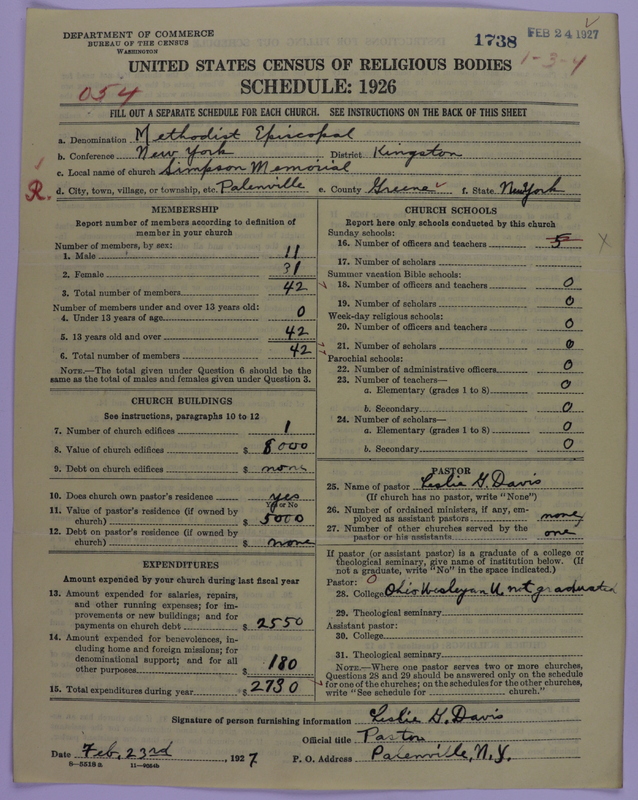 DEPARTMENT OF COMMERCE
BUREAU OF THE CENSUS
WASHINGTON
1738
FEB 24 1927
1-3-4
UNITED STATES CENSUS OF RELIGIOUS BODIES
SCHEDULE: 1926
054
FILL OUT A SEPARATE SCHEDULE FOR EACH CHURCH. SEE INSTRUCTIONS ON THE BACK OF THIS SHEET
a. Denomination Methodist Episcopal
b. Conference New York District Kingston
c. Local name of church Simpson Memorial
R.
d. City, town, village, or township, etc. Palenville e. County Greene f. State New York
MEMBERSHIP
Report number of members according to definition of
member in your church
Number of members, by sex:
1. Male 11
2. Female 31
3. Total number of members 42
Number of members under and over 13 years old:
4. Under 13 years of age 0
5. 13 years old and over 42
6. Total number of members 42
NOTE.—The total given under Question 6 should be the
same as the total of males and females given under Question 3.
CHURCH BUILDINGS
See instructions, paragraphs 10 to 12
7. Number of church edifices 1
8. Value of church edifices $ 8000
9. Debt on church edifices $ none
10. Does church own pastor's residence yes
Yes or No
11. Value of pastor's residence (if owned by
church) $ 5000
12. Debt on pastor's residence (if owned by
church) $ none
EXPENDITURES
Amount expended by your church during last fiscal year
13. Amount expended for salaries, repairs,
and other running expenses; for im-
provements or new buildings; and for
payments on church debt $ 2550
14. Amount expended for benevolences, in-
cluding home and foreign missions; for
denominational support; and for all
other purposes $ 180
15. Total expenditures during year $ 2730
CHURCH SCHOOLS
Report here only schools conducted by this church
Sunday schools:
16. Number of officers and teachers 5
17. Number of scholars
Summer vacation Bible schools:
18. Number of officers and teachers 0
19. Number of scholars 0
Week-day religious schools:
20. Number of officers and teachers 0
21. Number of scholars 0
Parochial schools:
22. Number of administrative officers 0
23. Number of teachers—
a. Elementary (grades 1 to 8) 0
b. Secondary 0
24. Number of scholars—
a. Elementary (grades 1 to 8) 0
b. Secondary 0
PASTOR
25. Name of pastor Leslie G. Davis
(If church has no pastor, write "None")
26. Number of ordained ministers, if any, em-
ployed as assistant pastors none
27. Number of other churches served by the
pastor or his assistants one
If pastor (or assistant pastor) is a graduate of a college or
theological seminary, give name of institution below. (If
not a graduate, write "No" in the space indicated.)
Pastor: 0
28. College Ohio Wesleyan U. not graduated
29. Theological seminary
Assistant pastor:
30. College
31. Theological seminary
NOTE.—Where one pastor serves two or more churches,
Questions 28 and 29 should be answered only on the schedule
for one of the churches; on the schedules for the other churches,
write "See schedule for church."
Signature of person furnishing information Leslie G. Davis
Official title Pastor
Date Feb. 23rd, 1927 P. O. Address Palenville, N.Y.
8—5518 a